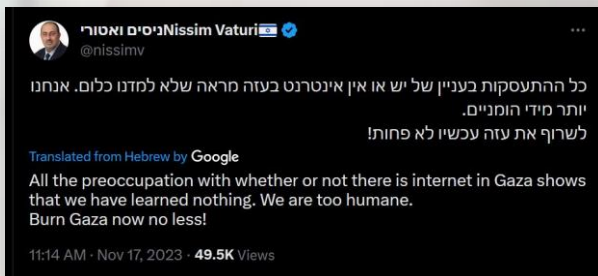 ניסים ואטוריNissim Vaturi🇮🇱
@nissimv
כל ההתעסקות בעניין של יש או אין אינטרנט בעזה מראה שלא למדנו כלום. אנחנו
יותר מידי הומניים.
לשרוף את עזה עכשיו לא פחות!
Translated from Hebrew by Google
All the preoccupation with whether or not there is internet in Gaza shows
that we have learned nothing. We are too humane.
Burn Gaza now no less!
11:14 AM · Nov 17, 2023 · 49.5K Views